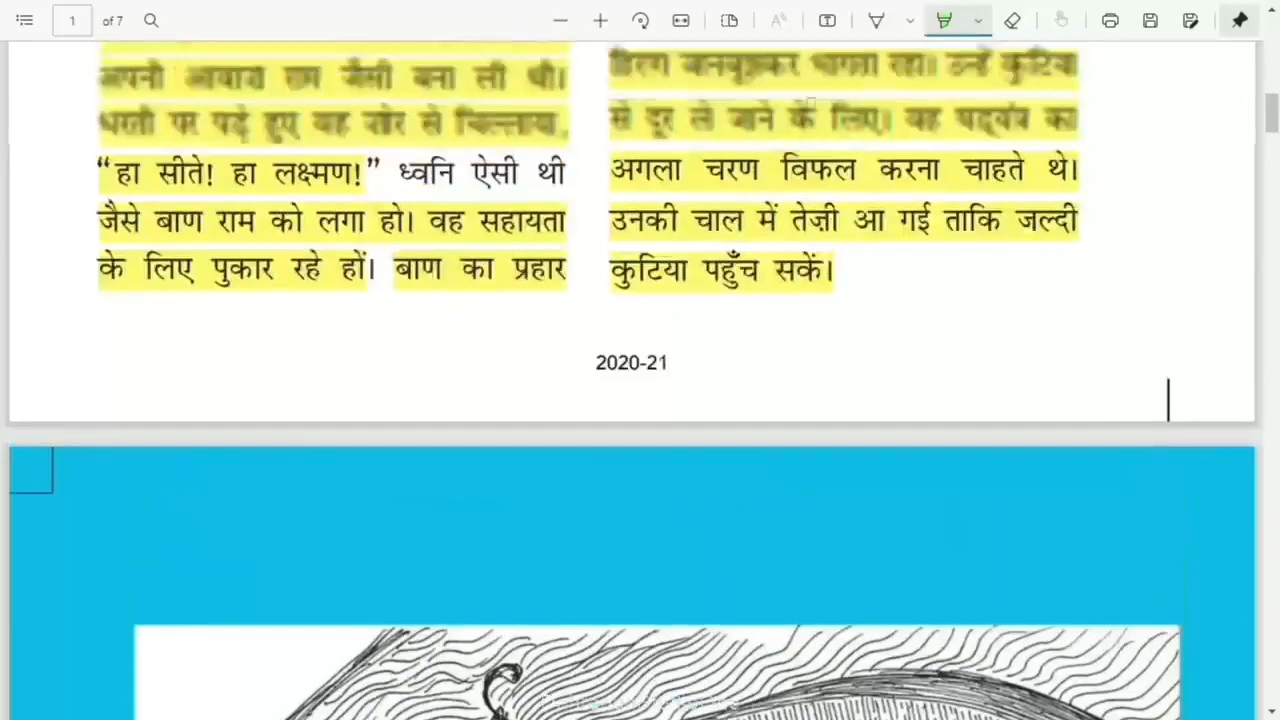 1 of 7
अपनी आवाज़ राम जैसी बना ली थी।
धरती पर पड़े हुए वह ज़ोर से चिल्लाया,
“हा सीते! हा लक्ष्मण!” ध्वनि ऐसी थी
जैसे बाण राम को लगा हो। वह सहायता
के लिए पुकार रहे हों। बाण का प्रहार
हिरण जानबूझकर भागता रहा। उन्हें कुटिया
से दूर ले जाने के लिए। वह षड्यंत्र का
अगला चरण विफल करना चाहते थे।
उनकी चाल में तेज़ी आ गई ताकि जल्दी
कुटिया पहुँच सकें।
2020-21